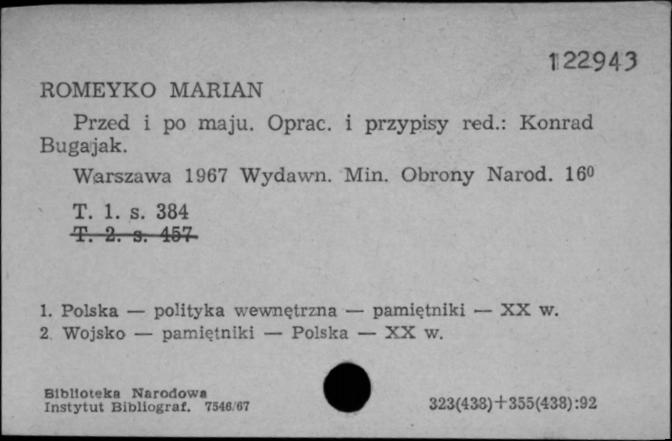 122943
ROMEYKO MARIAN
Przed i po maju. Oprac. i przypisy red.: Konrad
Bugajak.
Warszawa 1967 Wydawn. Min. Obrony Narod. 16⁰
T. 1. s. 384
T. 2. s. 457
1. Polska — polityka wewnętrzna — pamiętniki — XX w.
2. Wojsko — pamiętniki — Polska — XX w.
Biblioteka Narodowa
Instytut Bibliograf. 7546/67
323(438)+355(438):92